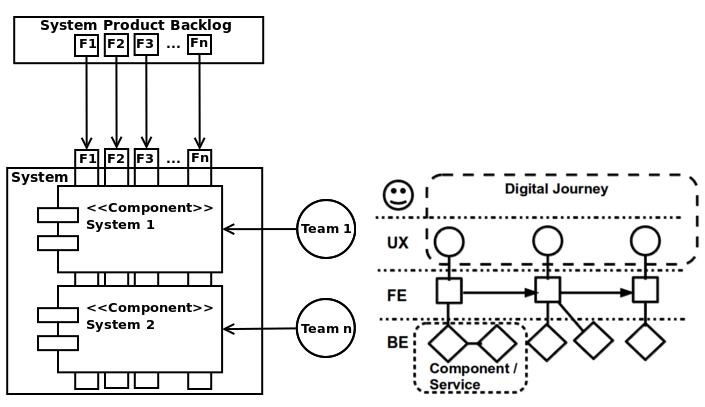 System Product Backlog
F1 F2 F3 ... Fn
F1 F2 F3 ... Fn
System
<<Component>>
System 1
Team 1
<<Component>>
System 2
Team n
Digital Journey
UX
FE
BE
Component /
Service